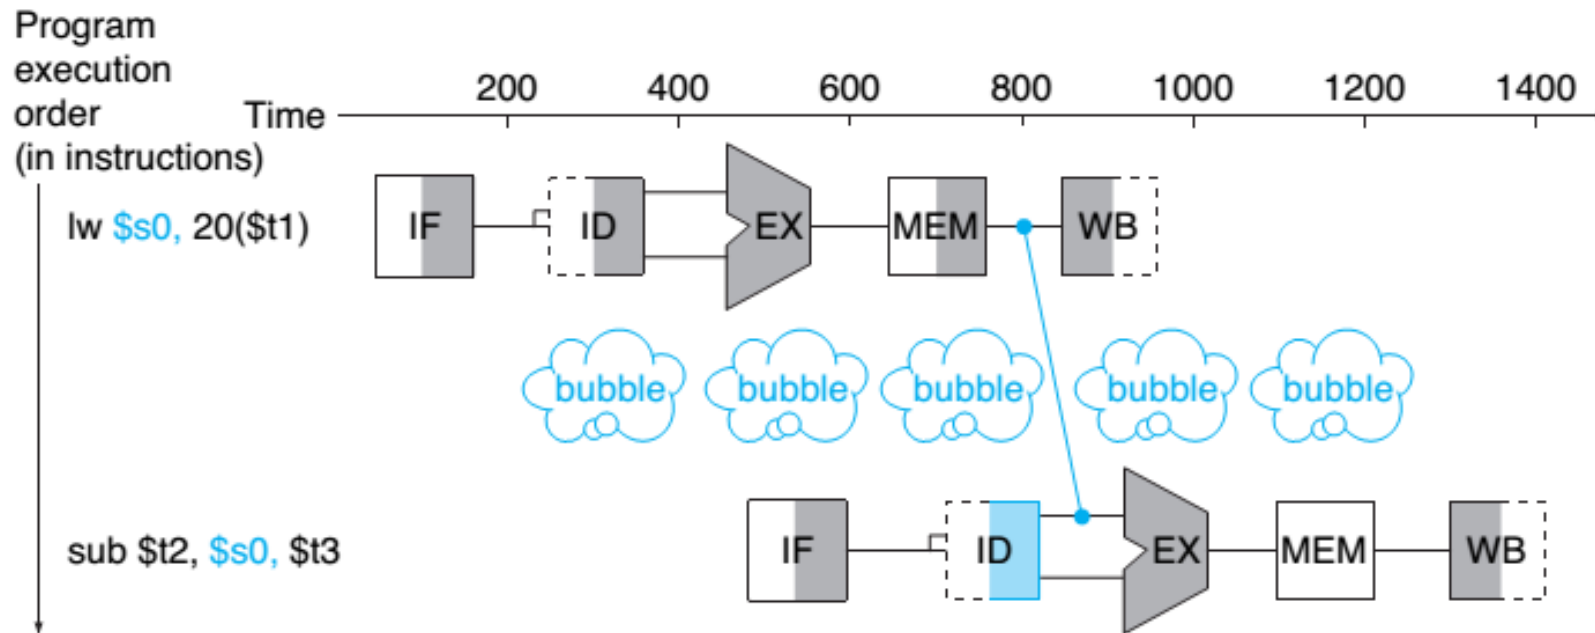 Program
execution
order
(in instructions)
Time
200 400 600 800 1000 1200 1400
lw $s0, 20($t1)
IF ID EX MEM WB
bubble bubble bubble bubble bubble
sub $t2, $s0, $t3
IF ID EX MEM WB